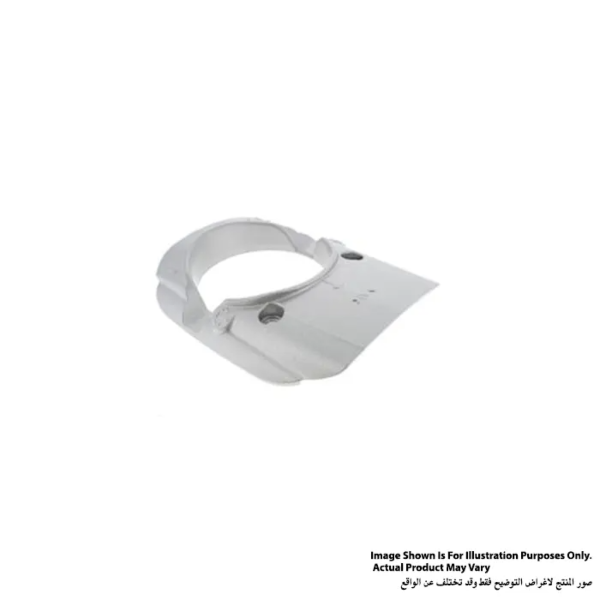 Image Shown Is For Illustration Purposes Only.
Actual Product May Vary
صور المنتج لاغراض التوضيح فقط وقد تختلف عن الواقع